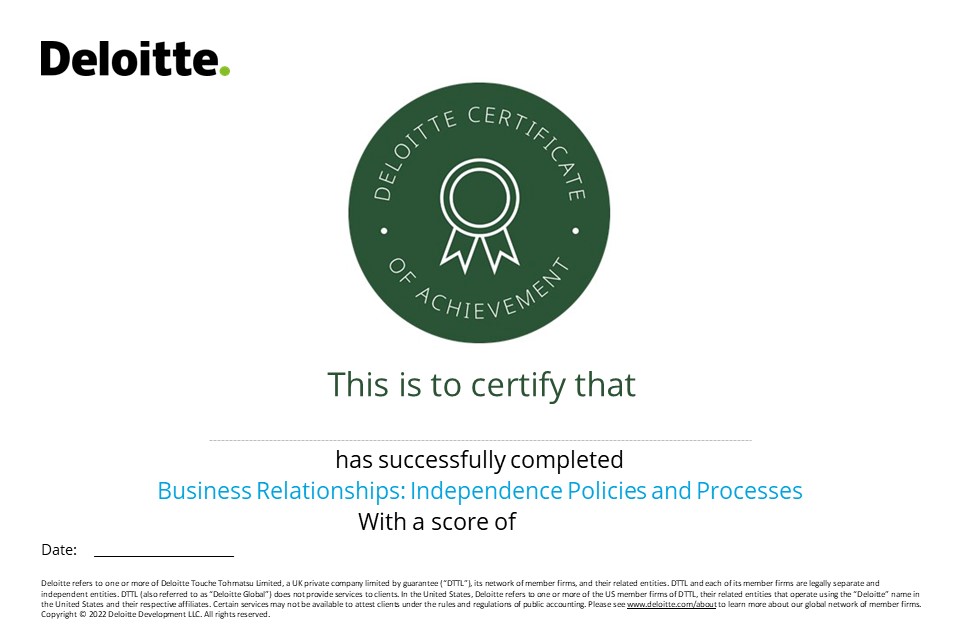 Deloitte.
DELOITTE CERTIFICATE
OF ACHIEVEMENT
This is to certify that
has successfully completed
Business Relationships: Independence Policies and Processes
With a score of
Date:
Deloitte refers to one or more of Deloitte Touche Tohmatsu Limited, a UK private company limited by guarantee (“DTTL”), its network of member firms, and their related entities. DTTL and each of its member firms are legally separate and
independent entities. DTTL (also referred to as “Deloitte Global”) does not provide services to clients. In the United States, Deloitte refers to one or more of the US member firms of DTTL, their related entities that operate using the “Deloitte” name in
the United States and their respective affiliates. Certain services may not be available to attest clients under the rules and regulations of public accounting. Please see www.deloitte.com/about to learn more about our global network of member firms.
Copyright © 2022 Deloitte Development LLC. All rights reserved.